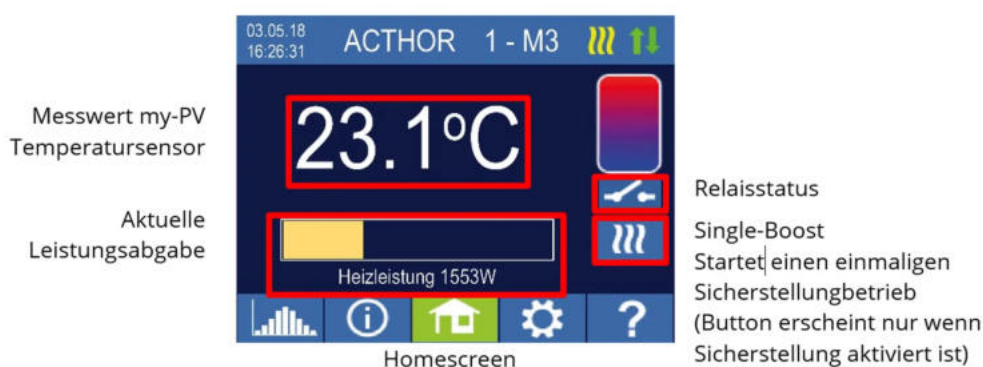 03.05.18
16:26:31
ACTHOR 1 - M3
Messwert my-PV
Temperatursensor
23.1°C
Relaisstatus
Aktuelle
Leistungsabgabe
Heizleistung 1553W
Single-Boost
Startet einen einmaligen
Sicherstellungbetrieb
(Button erscheint nur wenn
Sicherstellung aktiviert ist)
?
Homescreen